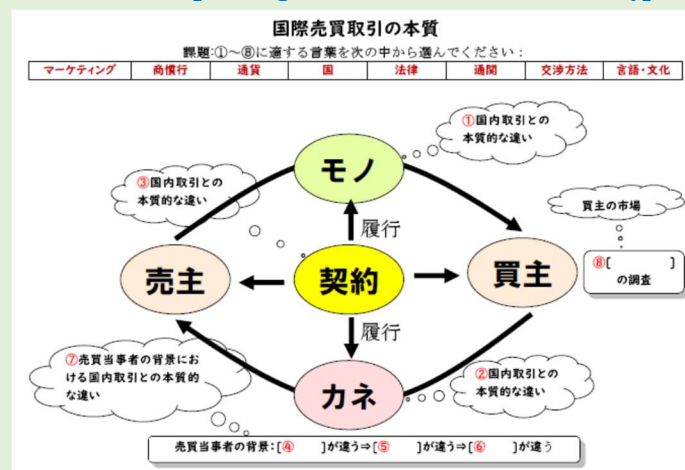 国際売買取引の本質
課題:①~⑧に適する言葉を次の中から選んでください:
マーケティング 商慣行 通貨 国 法律 通関 交渉方法 言語・文化
①国内取引との
本質的な違い
モノ
③国内取引との
本質的な違い
買主の市場
履行
売主
契約
買主
⑧[ ]
の調査
履行
⑦売買当事者の背景にお
ける国内取引との本質的
な違い
カネ
②国内取引との
本質的な違い
売買当事者の背景:[④ ]が違う⇒[⑤ ]が違う⇒[⑥ ]が違う